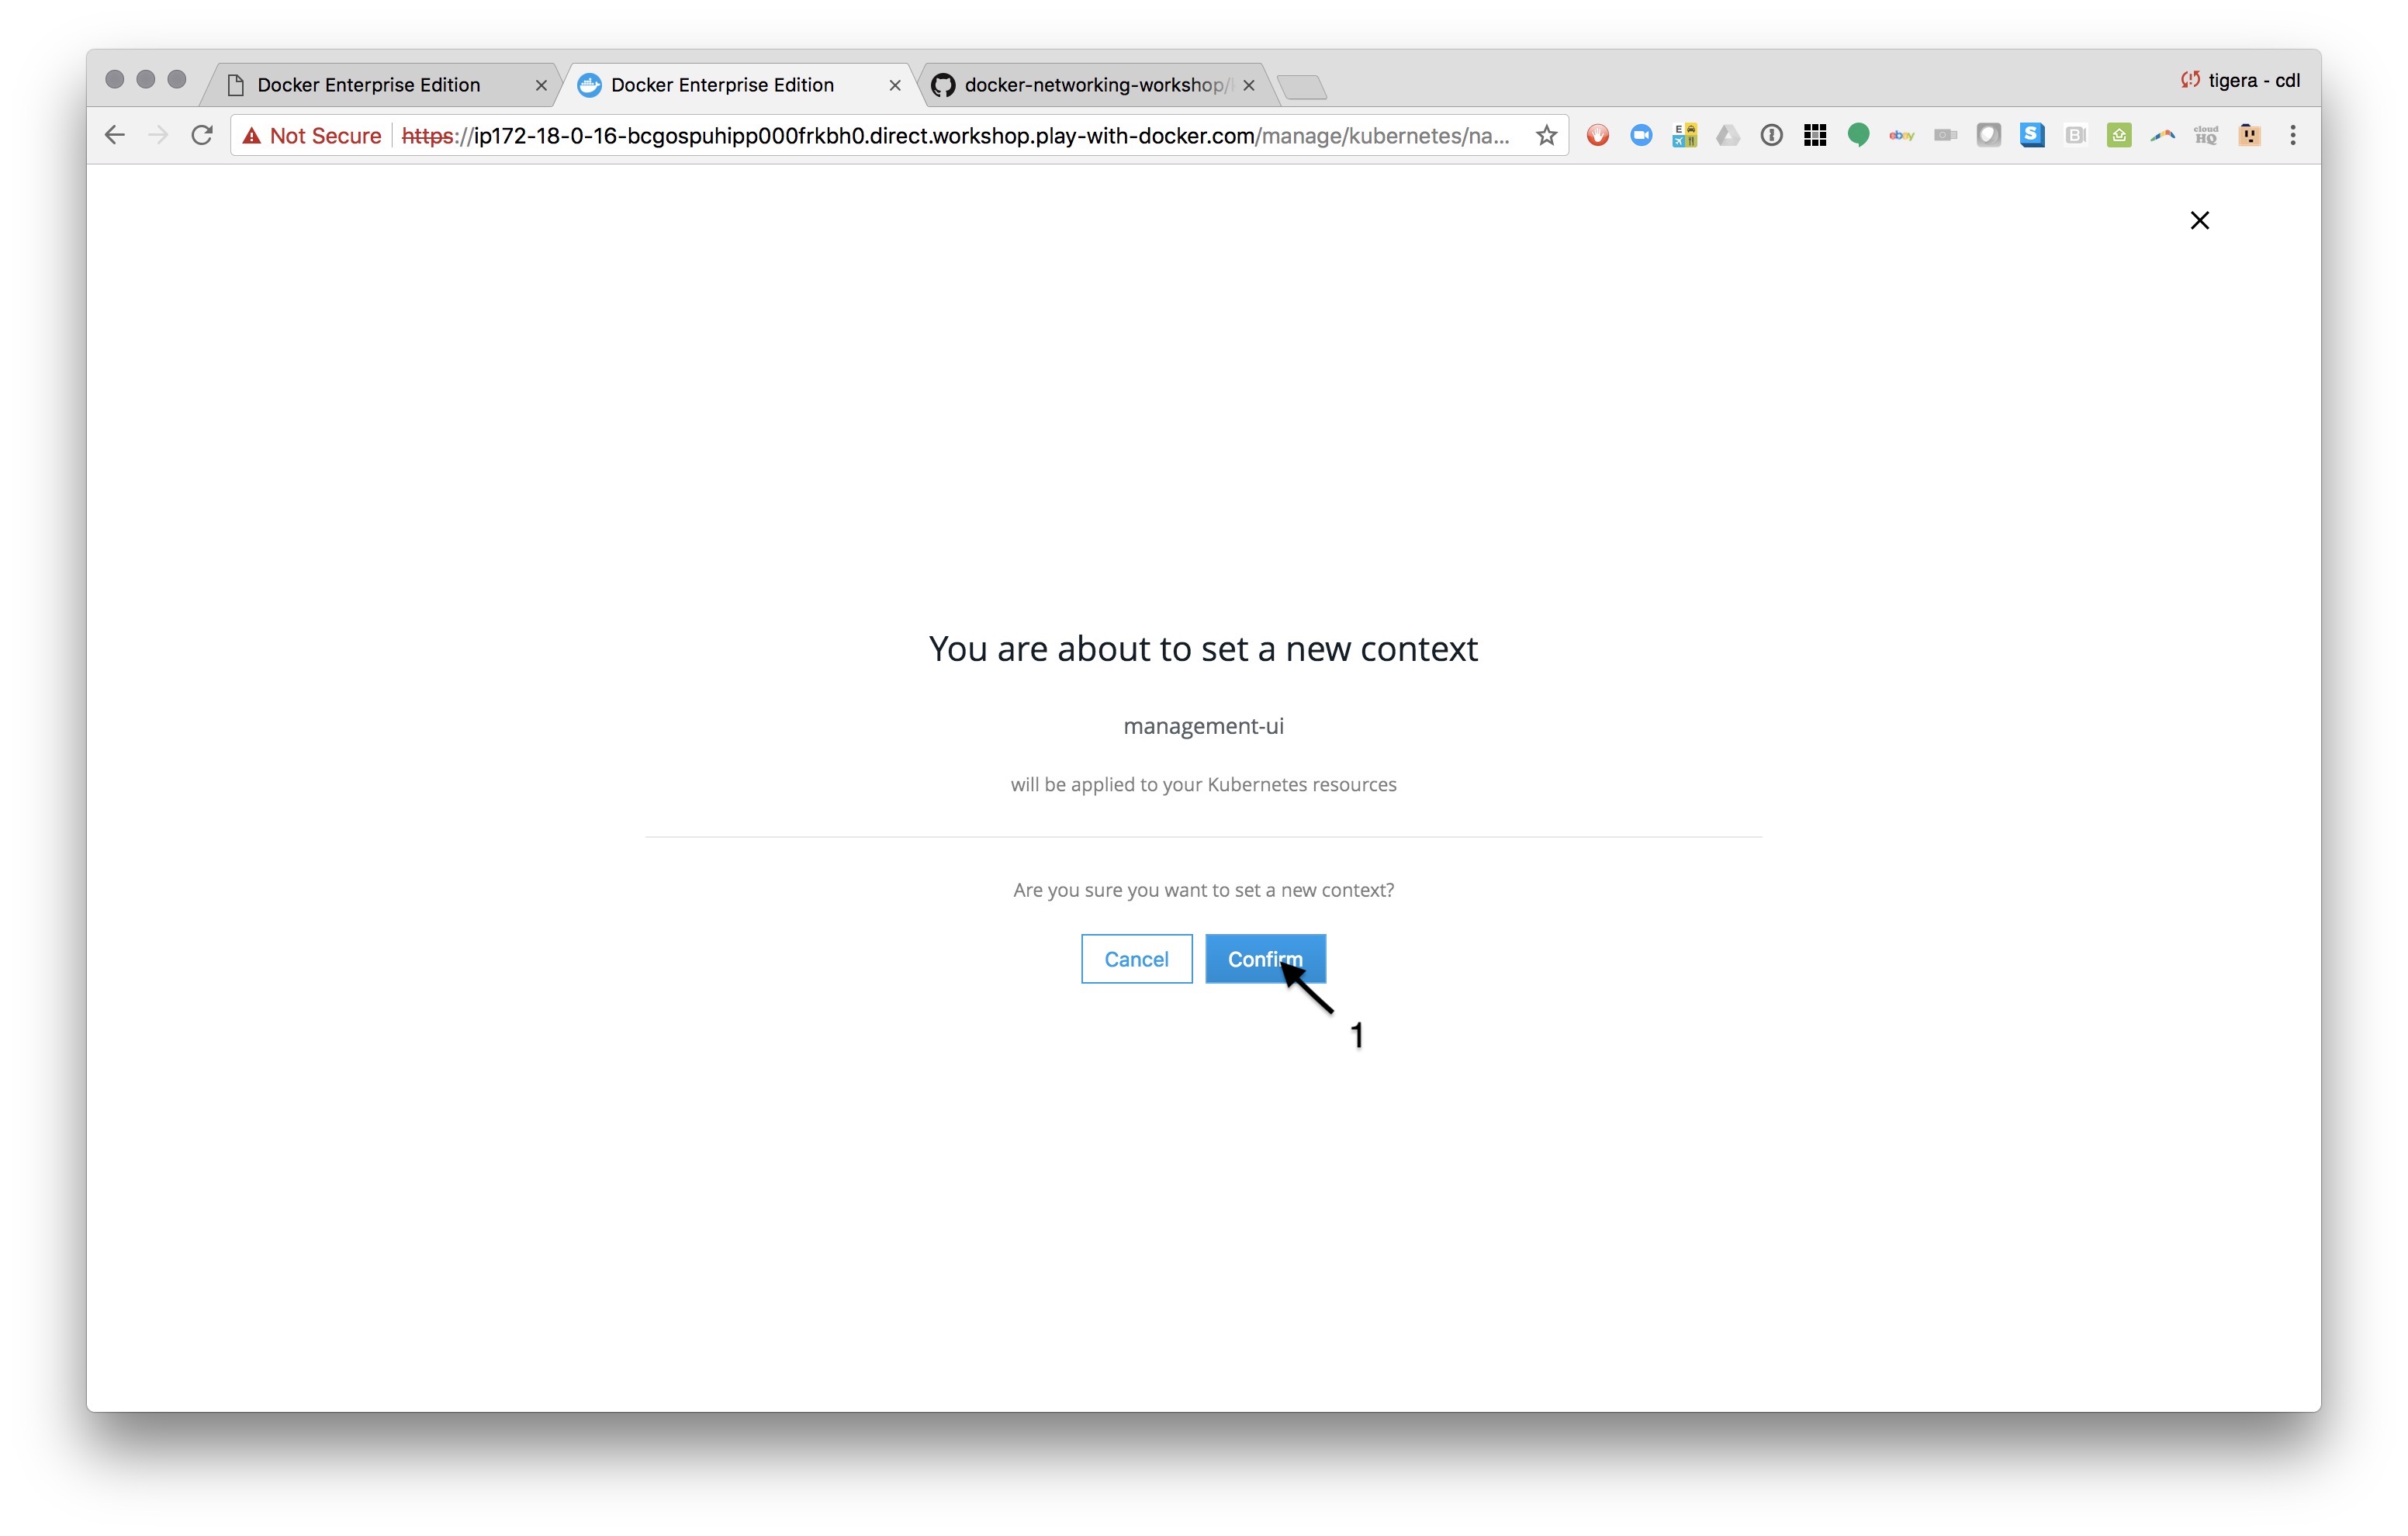 Docker Enterprise Edition
Docker Enterprise Edition
docker-networking-workshop/
tigera - cdl
Not Secure
https://ip172-18-0-16-bcgospuhipp000frkbh0.direct.workshop.play-with-docker.com/manage/kubernetes/na...
ebay
cloud
HQ
You are about to set a new context
management-ui
will be applied to your Kubernetes resources
Are you sure you want to set a new context?
Cancel
Confirm
1